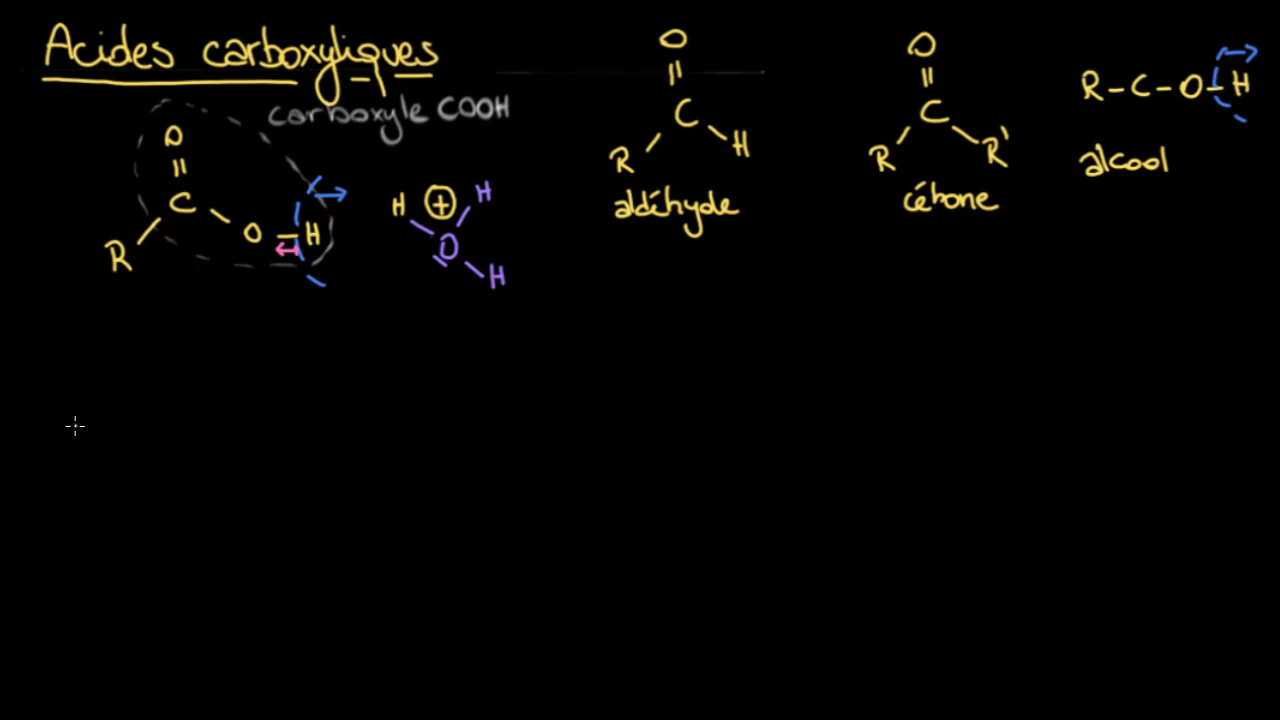 Acides carboxyliques
carboxyle COOH
O
C
R
O
H
H
+
H
O
H
O
C
R
H
aldéhyde
O
C
R
R'
cétone
R-C-O-H
alcool